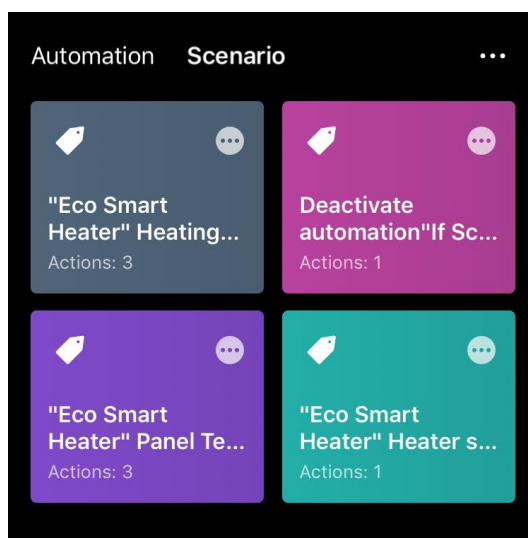 Automation Scenario
"Eco Smart
Heater" Heating...
Actions: 3
Deactivate
automation"If Sc...
Actions: 1
"Eco Smart
Heater" Panel Te...
Actions: 3
"Eco Smart
Heater" Heater s...
Actions: 1